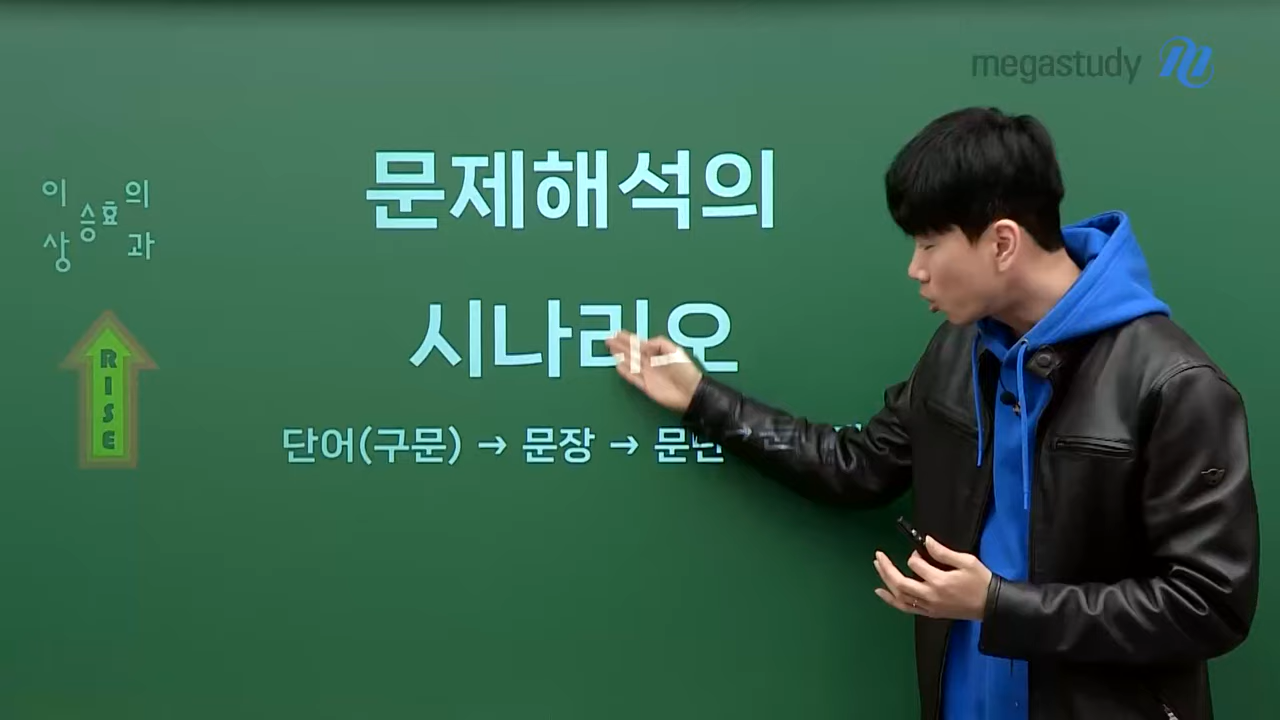 megastudy
이 승효의
상 과
RISE
문제해석의
시나리오
단어(구문) → 문장 → 문단